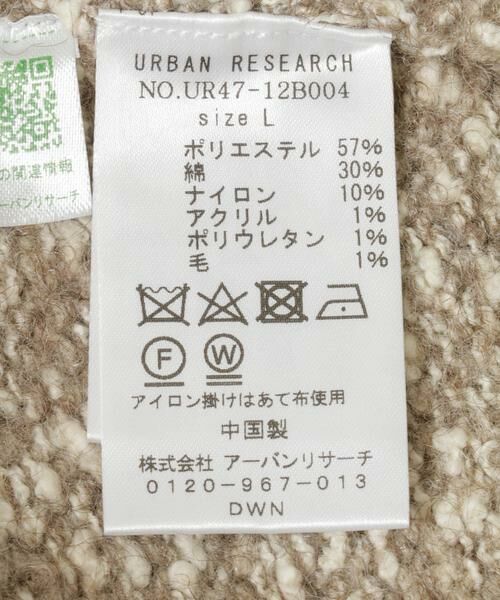 URBAN RESEARCH
NO.UR47-12B004
size L
ポリエステル 57%
綿 30%
ナイロン 10%
アクリル 1%
ポリウレタン 1%
毛 1%
F W
アイロン掛けはあて布使用
中国製
株式会社 アーバンリサーチ
0120-967-013
DWN
の関連情報
ーバンリサーチ